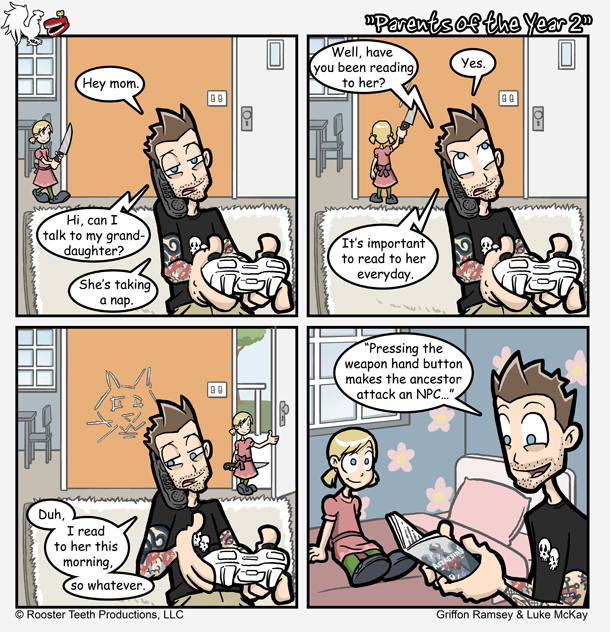 "Parents of the Year 2"
Hey mom.
Hi, can I
talk to my grand-
daughter?
She's taking
a nap.
Well, have
you been reading
to her?
Yes.
It's important
to read to her
everyday.
Duh,
I read
to her this
morning,
so whatever.
"Pressing the
weapon hand button
makes the ancestor
attack an NPC..."
© Rooster Teeth Productions, LLC
Griffon Ramsey & Luke McKay